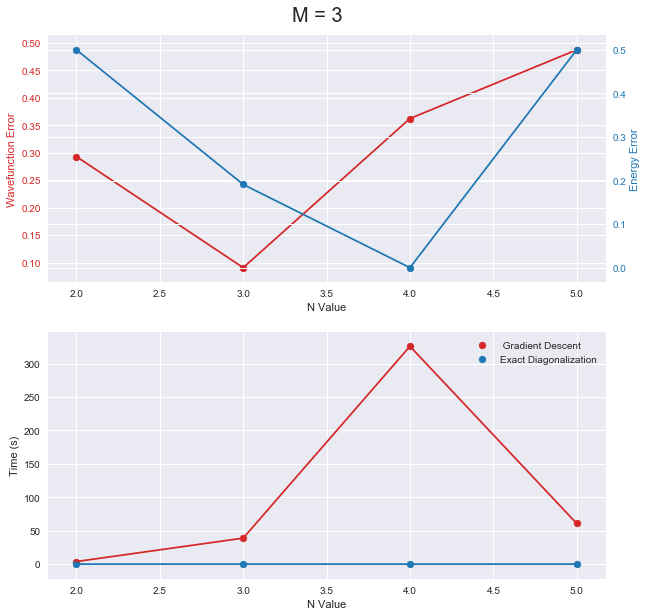 M = 3
Wavefunction Error
0.50
0.45
0.40
0.35
0.30
0.25
0.20
0.15
0.10
0.5
0.4
0.3
0.2
0.1
0.0
Energy Error
2.0 2.5 3.0 3.5 4.0 4.5 5.0
N Value
Time (s)
300
250
200
150
100
50
0
Gradient Descent
Exact Diagonalization
2.0 2.5 3.0 3.5 4.0 4.5 5.0
N Value